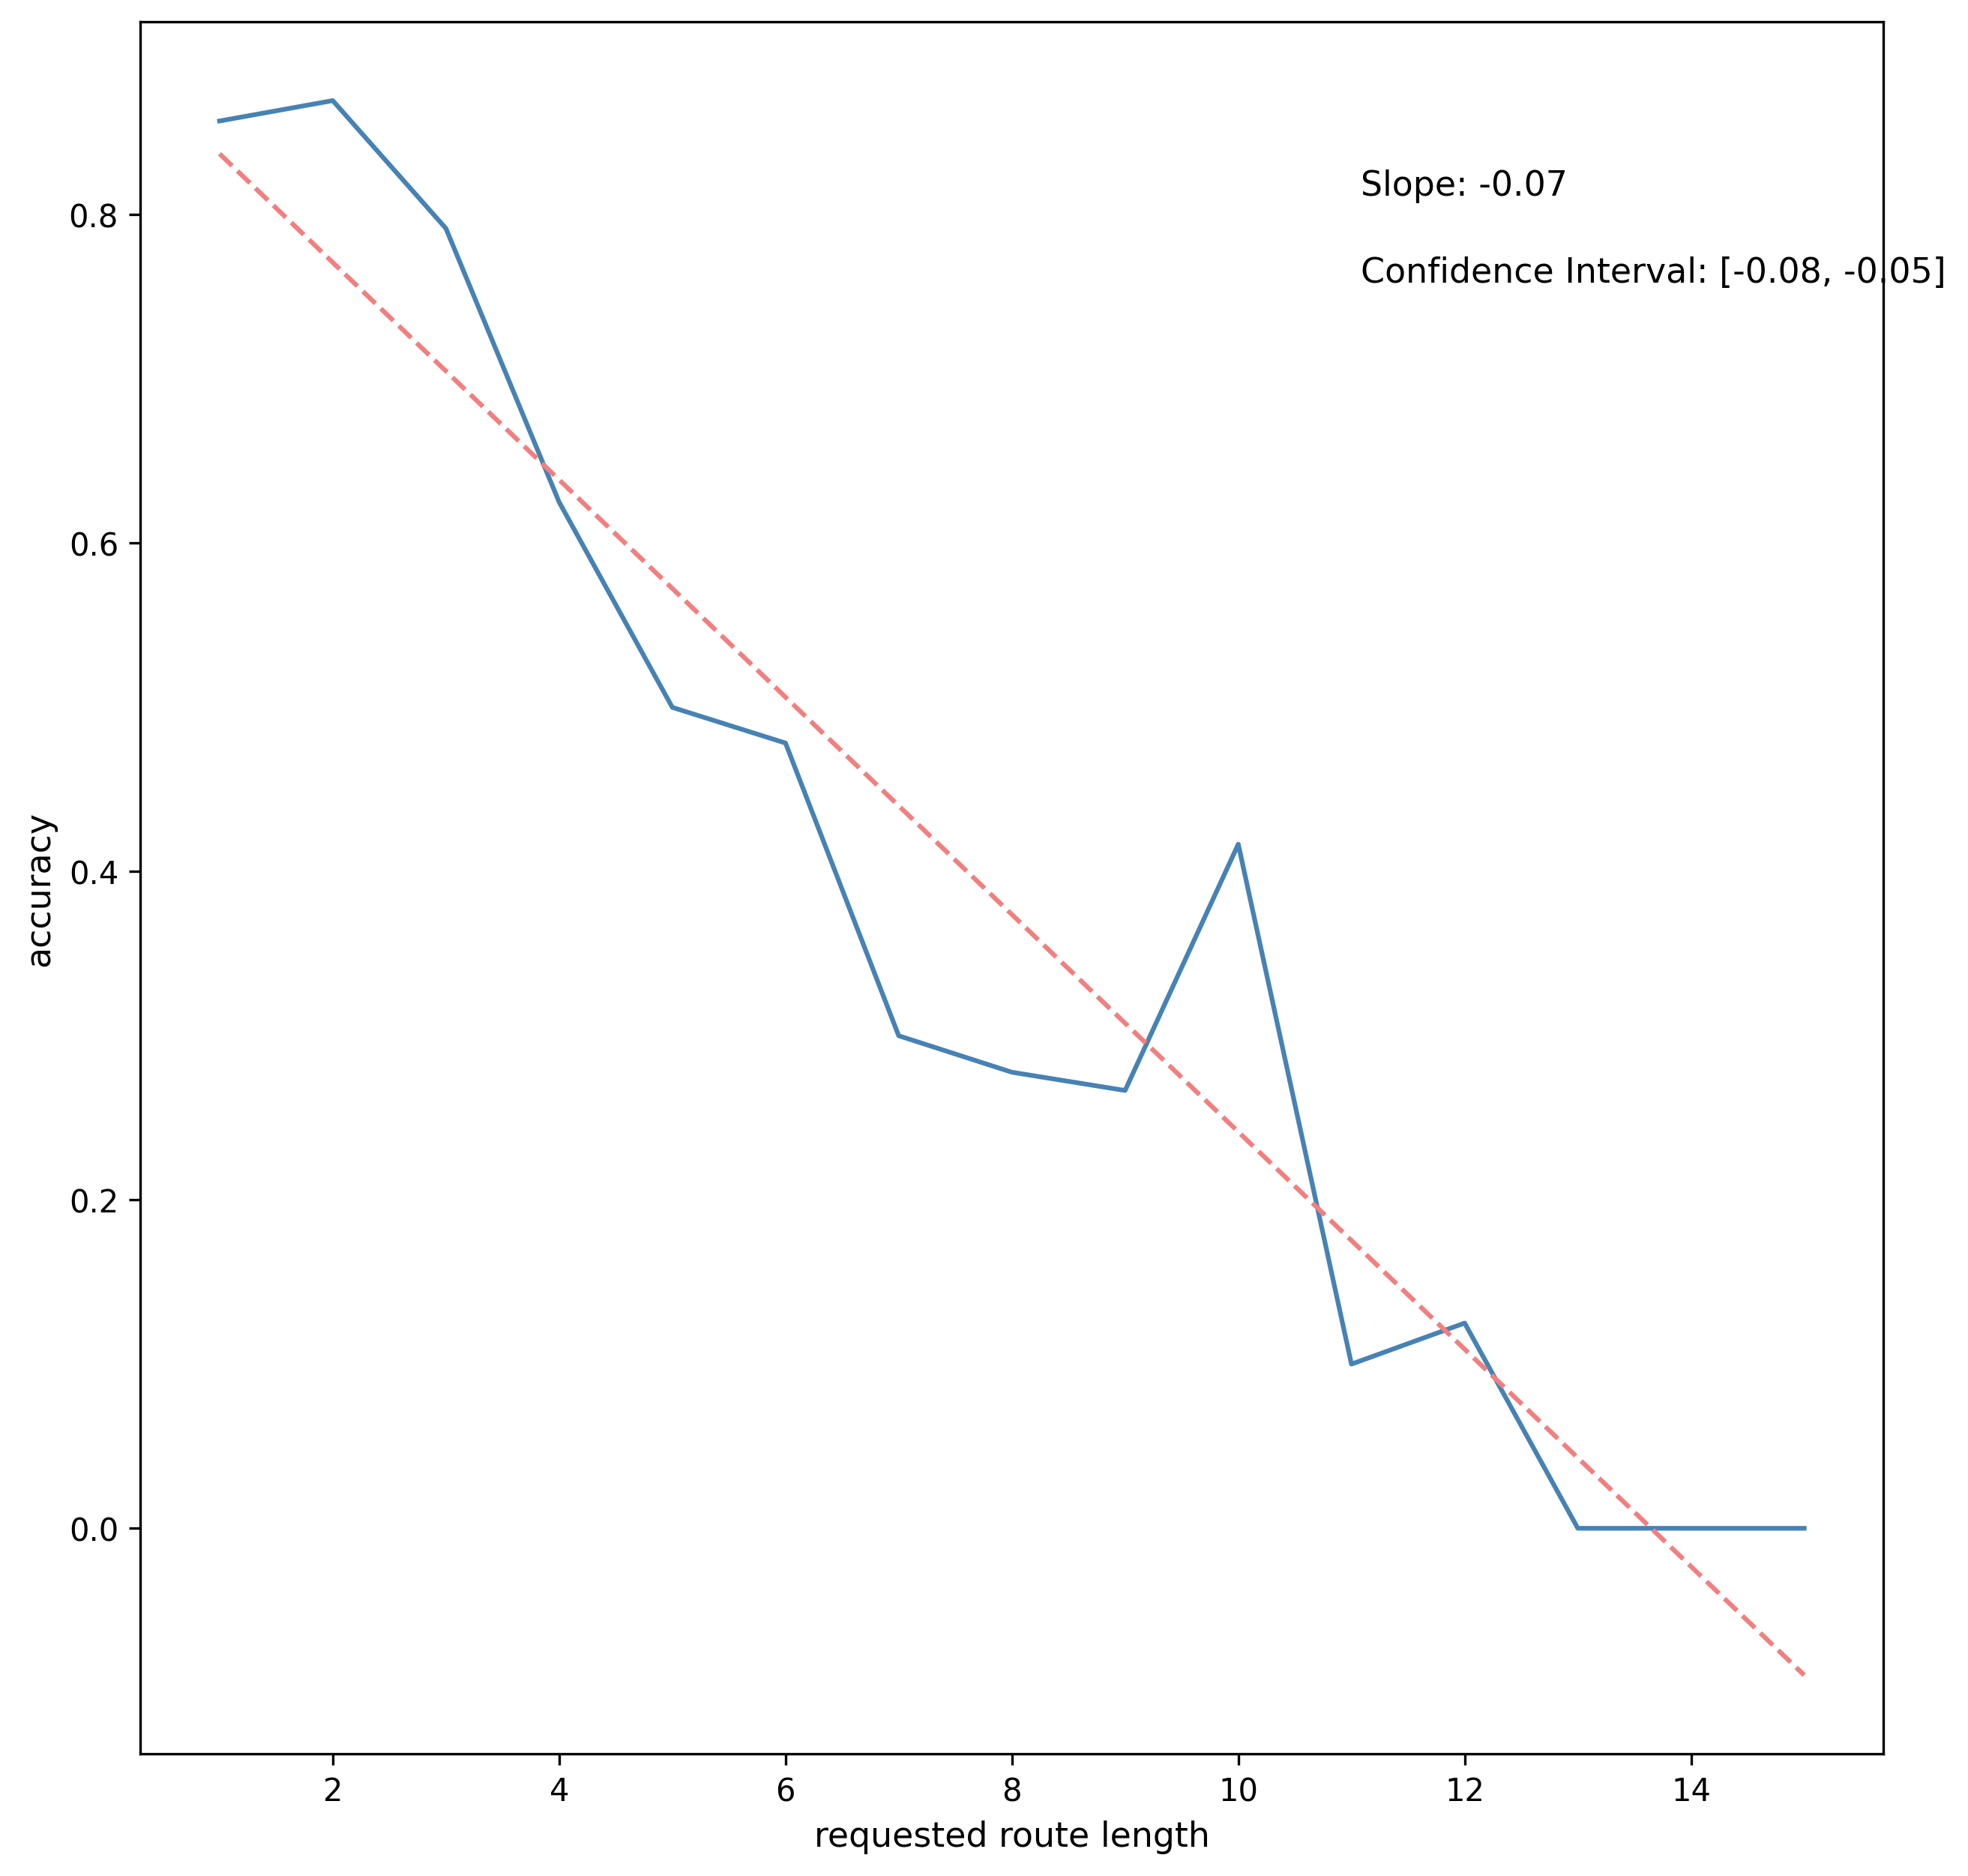 Slope: -0.07
Confidence Interval: [-0.08, -0.05]
0.8
0.6
0.4
0.2
0.0
accuracy
2 4 6 8 10 12 14
requested route length